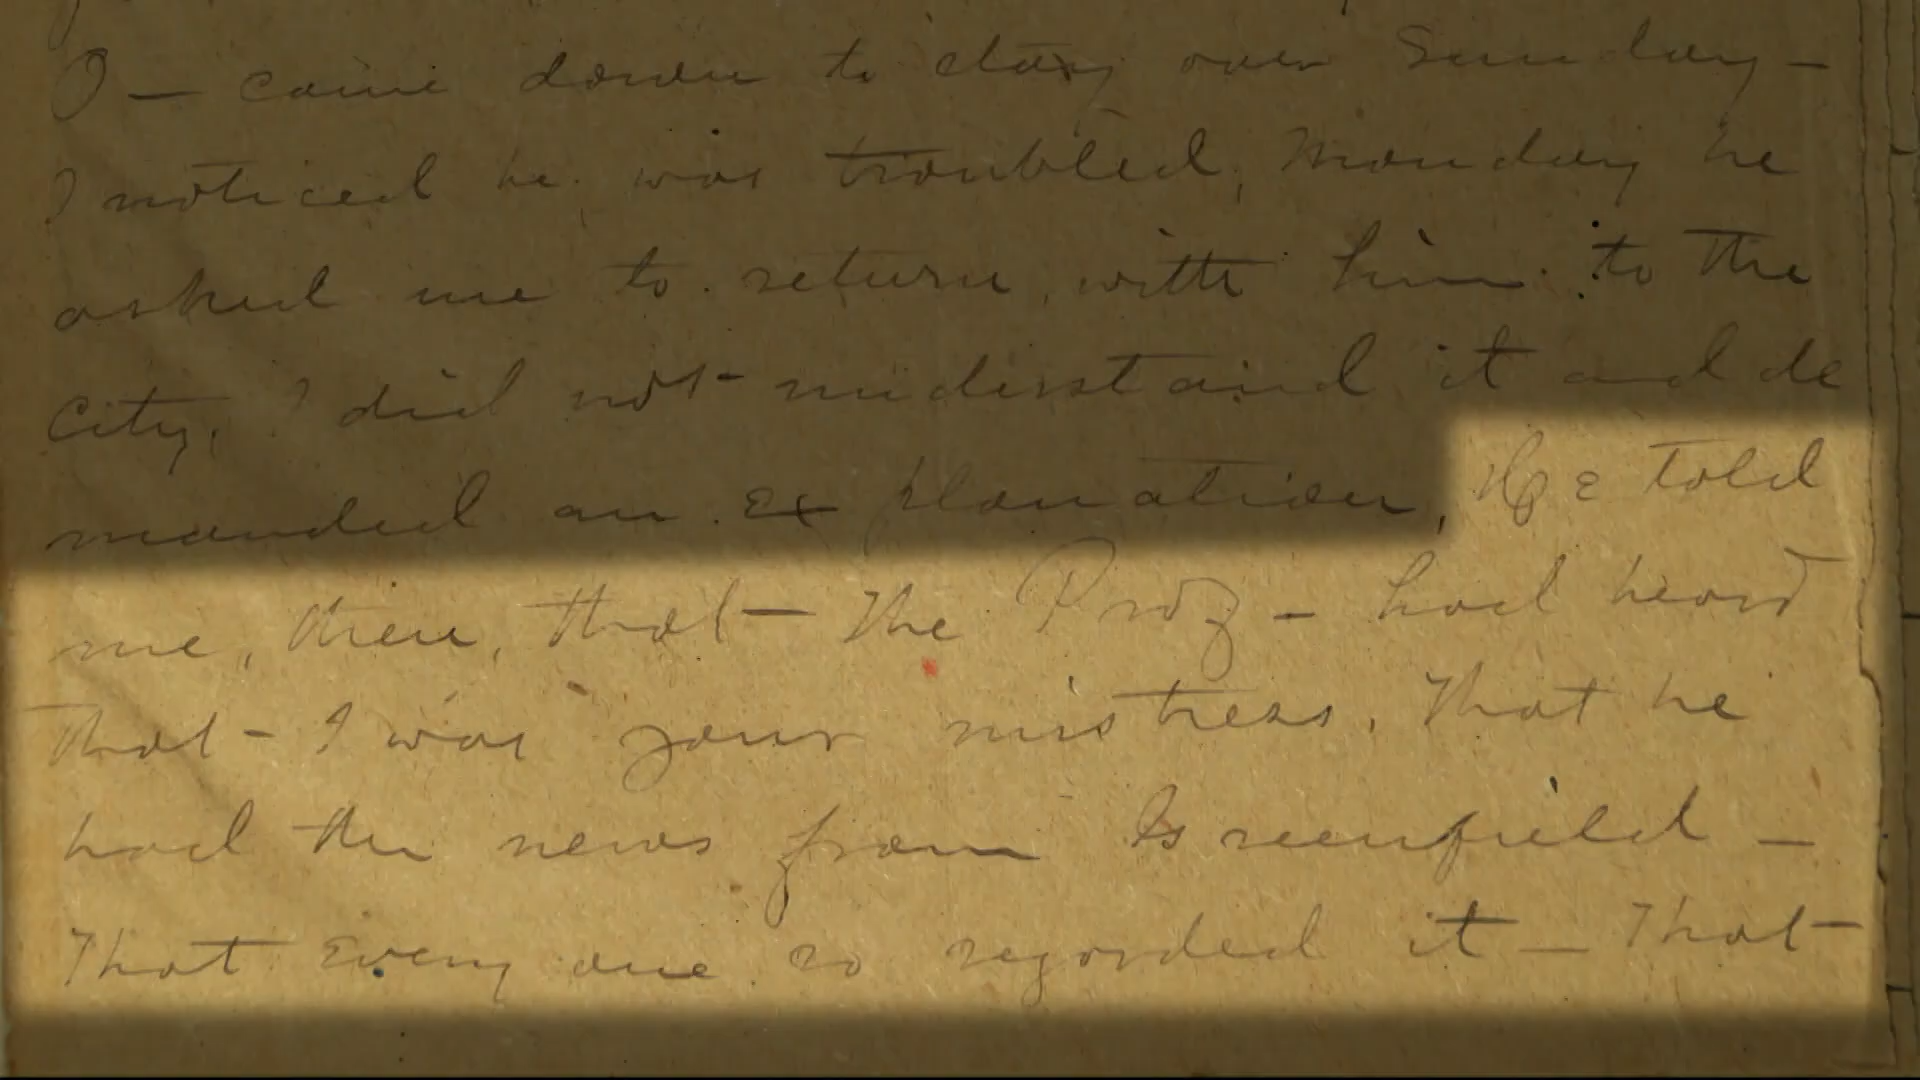 O — came down to stay over Sunday —
I noticed he was troubled, Monday he
asked me to return with him to the
City, I did not understand it and de
manded an explanation, He told
me, then, that — the Prof — had heard
that — I was your mistress. That he
had the news from Greenfield —
That every one so regarded it — That —